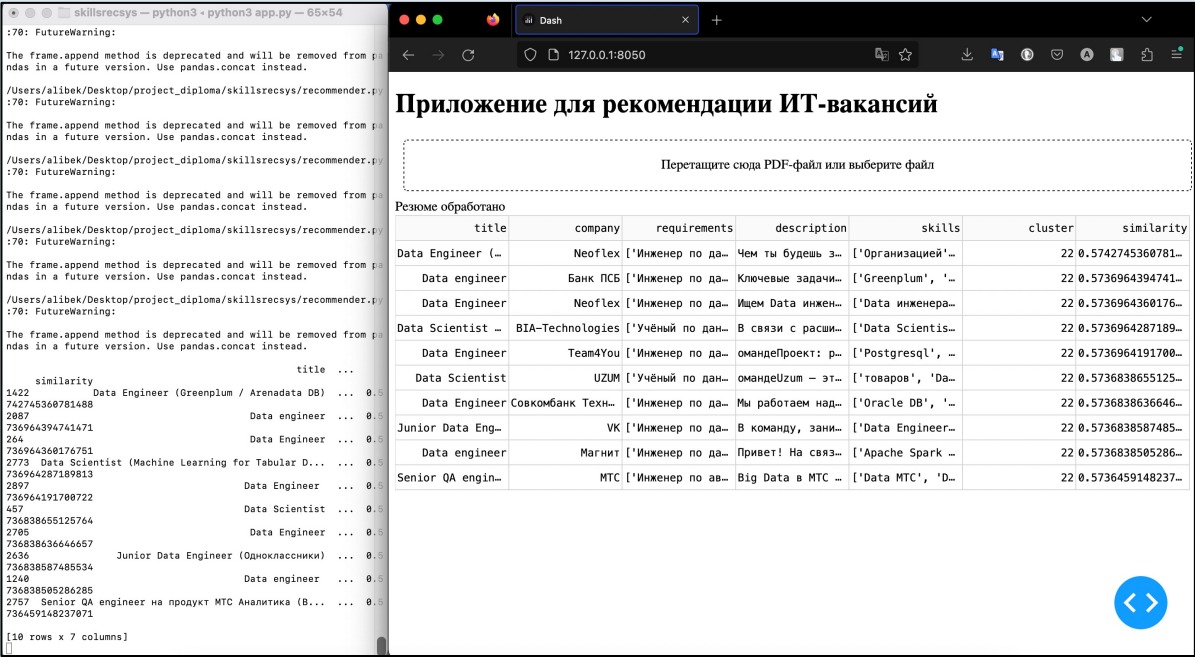 skillsrecsys — python3 ◂ python3 app.py — 65×54
:70: FutureWarning:
The frame.append method is deprecated and will be removed from pa
ndas in a future version. Use pandas.concat instead.
/Users/alibek/Desktop/project_diploma/skillsrecsys/recommender.py
:70: FutureWarning:
The frame.append method is deprecated and will be removed from pa
ndas in a future version. Use pandas.concat instead.
/Users/alibek/Desktop/project_diploma/skillsrecsys/recommender.py
:70: FutureWarning:
The frame.append method is deprecated and will be removed from pa
ndas in a future version. Use pandas.concat instead.
/Users/alibek/Desktop/project_diploma/skillsrecsys/recommender.py
:70: FutureWarning:
The frame.append method is deprecated and will be removed from pa
ndas in a future version. Use pandas.concat instead.
/Users/alibek/Desktop/project_diploma/skillsrecsys/recommender.py
:70: FutureWarning:
The frame.append method is deprecated and will be removed from pa
ndas in a future version. Use pandas.concat instead.
title ...
similarity
1422 Data Engineer (Greenplum / Arenadata DB) ... 0.5
742745360781488
2087 Data engineer ... 0.5
736964394741471
264 Data Engineer ... 0.5
736964360176751
2773 Data Scientist (Machine Learning for Tabular D... ... 0.5
736964287189813
2897 Data Engineer ... 0.5
736964191700722
457 Data Scientist ... 0.5
736838655125764
2705 Data Engineer ... 0.5
736838636646657
2636 Junior Data Engineer (Одноклассники) ... 0.5
736838587485534
1240 Data engineer ... 0.5
736838505286285
2757 Senior QA engineer на продукт МТС Аналитика (B... ... 0.5
736459148237071
[10 rows x 7 columns]
Dash
127.0.0.1:8050
Приложение для рекомендации ИТ-вакансий
Перетащите сюда PDF-файл или выберите файл
Резюме обработано
title company requirements description skills cluster similarity
Data Engineer (… Neoflex ['Инженер по да… Чем ты будешь з… ['Организацией'… 22 0.5742745360781…
Data engineer Банк ПСБ ['Инженер по да… Ключевые задачи… ['Greenplum', '… 22 0.5736964394741…
Data Engineer Neoflex ['Инженер по да… Ищем Data инжен… ['Data инженера… 22 0.5736964360176…
Data Scientist … BIA-Technologies ['Учёный по дан… В связи с расши… ['Data Scientis… 22 0.5736964287189…
Data Engineer Team4You ['Инженер по да… омандеПроект: р… ['Postgresql', … 22 0.5736964191700…
Data Scientist UZUM ['Учёный по дан… омандеUzum — эт… ['товаров', 'Da… 22 0.5736838655125…
Data Engineer Совкомбанк Техн… ['Инженер по да… Мы работаем над… ['Oracle DB', '… 22 0.5736838636646…
Junior Data Eng… VK ['Инженер по да… В команду, зани… ['Data Engineer… 22 0.5736838587485…
Data engineer Магнит ['Инженер по да… Привет! На связ… ['Apache Spark … 22 0.5736838505286…
Senior QA engin… МТС ['Инженер по ав… Big Data в МТС … ['Data МТС', 'D… 22 0.5736459148237…